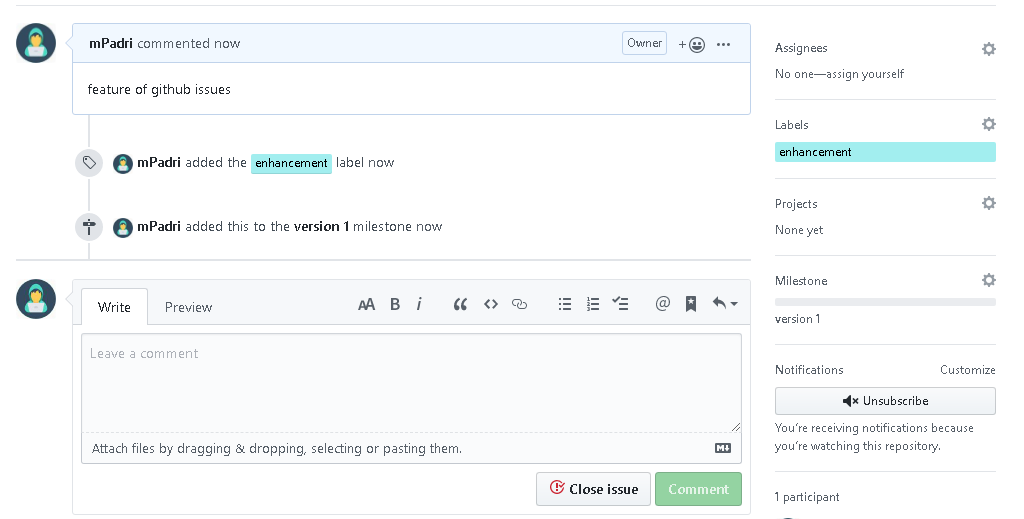 mPadri commented now
Owner
feature of github issues
mPadri added the enhancement label now
mPadri added this to the version 1 milestone now
Write
Preview
AA B i
Leave a comment
Attach files by dragging & dropping, selecting or pasting them.
Close issue
Comment
Assignees
No one—assign yourself
Labels
enhancement
Projects
None yet
Milestone
version 1
Notifications
Customize
Unsubscribe
You're receiving notifications because
you're watching this repository.
1 participant